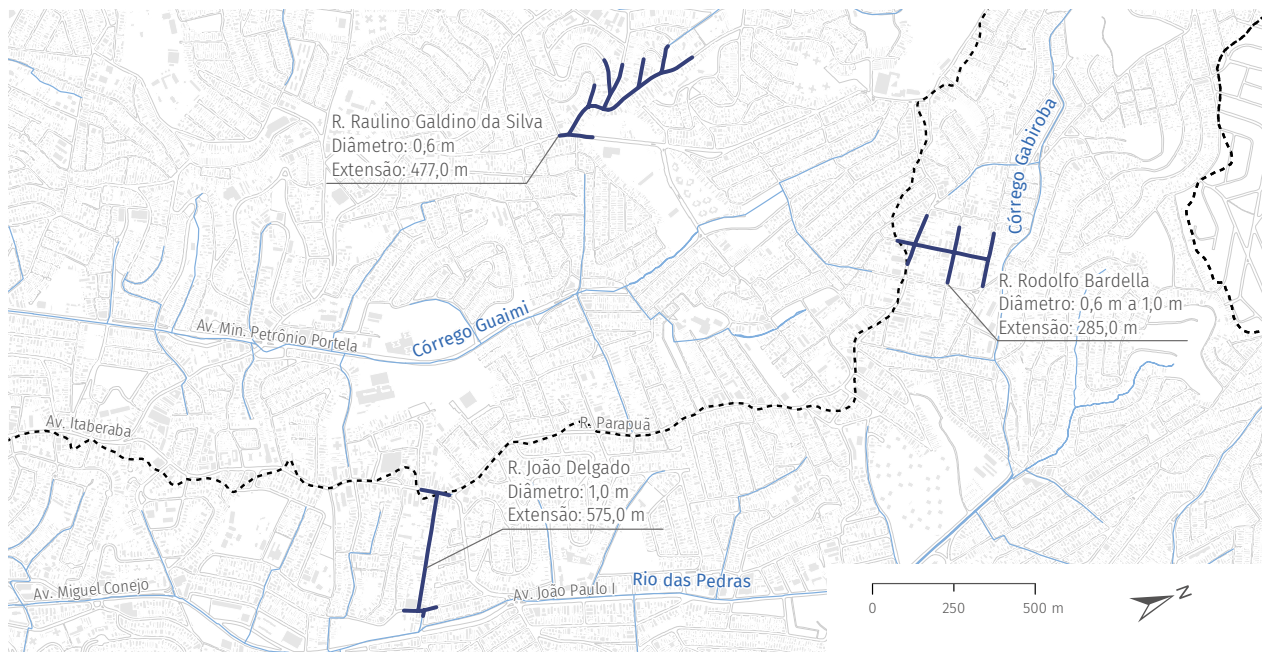 R. Raulino Galdino da Silva
Diâmetro: 0,6 m
Extensão: 477,0 m
Córrego Gabiroba
R. Rodolfo Bardella
Diâmetro: 0,6 m a 1,0 m
Extensão: 285,0 m
Av. Min. Petrônio Portela
Córrego Guaimi
Av. Itaberaba
R. Parapuã
R. João Delgado
Diâmetro: 1,0 m
Extensão: 575,0 m
Av. Miguel Conejo
Av. João Paulo I
Rio das Pedras
0 250 500 m
N